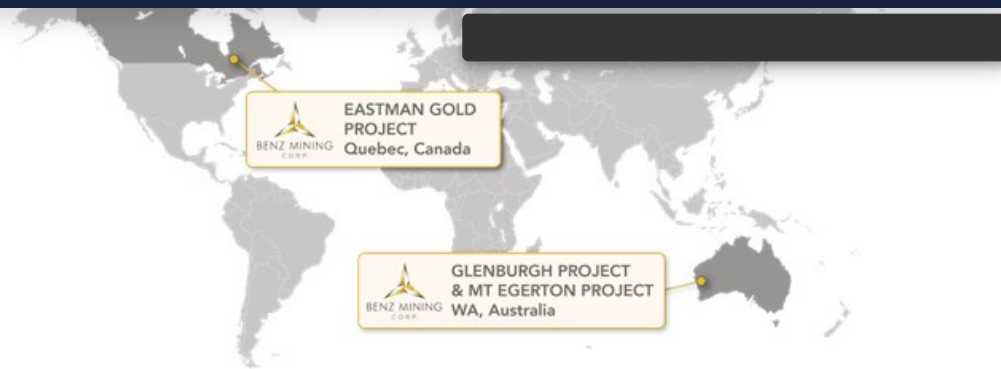 EASTMAN GOLD
PROJECT
Quebec, Canada
BENZ MINING
CORP.
GLENBURGH PROJECT
& MT EGERTON PROJECT
WA, Australia
BENZ MINING
CORP.